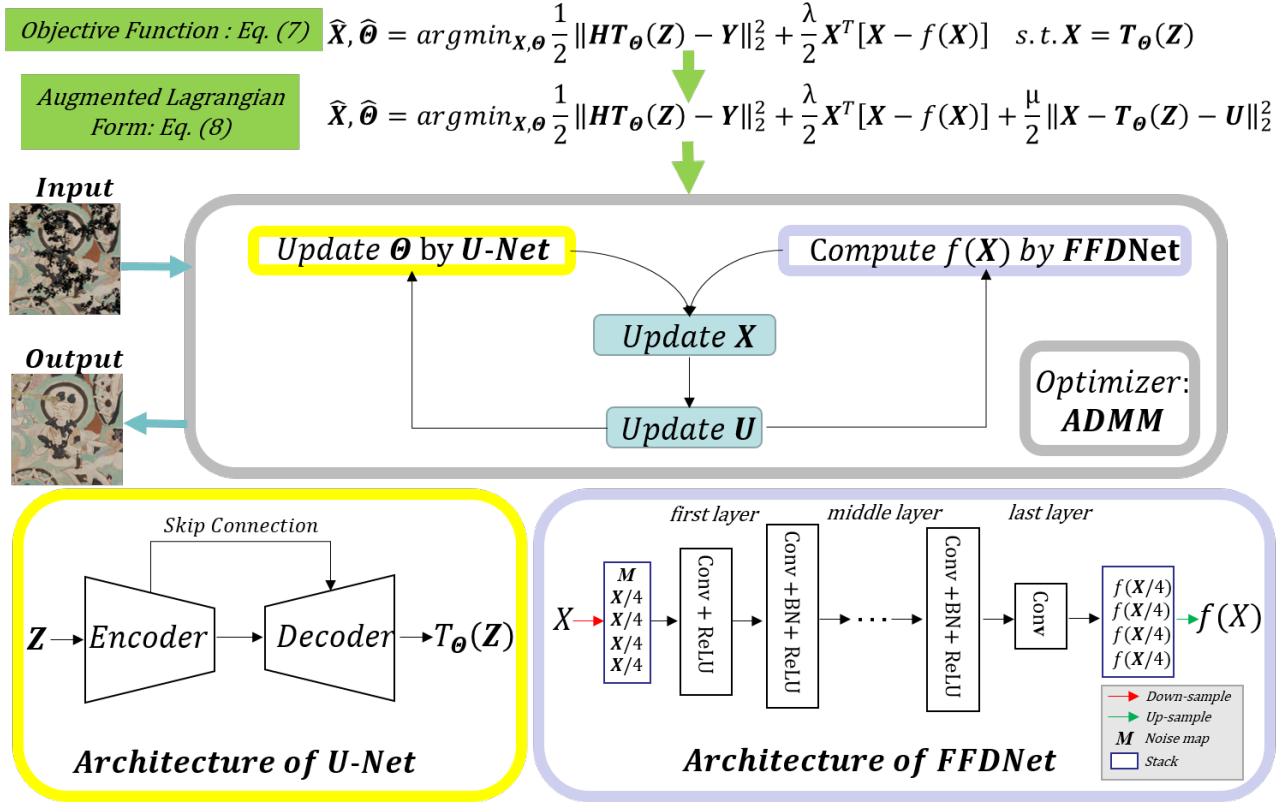 Objective Function : Eq. (7)
X̂, Θ̂ = argmin_{X,Θ} 1/2 ‖HT_Θ(Z) − Y‖₂² + λ/2 X^T[X − f(X)] s.t. X = T_Θ(Z)
Augmented Lagrangian
Form: Eq. (8)
X̂, Θ̂ = argmin_{X,Θ} 1/2 ‖HT_Θ(Z) − Y‖₂² + λ/2 X^T[X − f(X)] + μ/2 ‖X − T_Θ(Z) − U‖₂²
Input
Output
Update Θ by U-Net
Compute f(X) by FFDNet
Update X
Update U
Optimizer:
ADMM
Skip Connection
Z
Encoder
Decoder
T_Θ(Z)
Architecture of U-Net
first layer
middle layer
last layer
X
M
X/4
X/4
X/4
X/4
Conv + ReLU
Conv +BN+ ReLU
...
Conv +BN+ ReLU
Conv
f(X/4)
f(X/4)
f(X/4)
f(X/4)
f(X)
Down-sample
Up-sample
M Noise map
Stack
Architecture of FFDNet